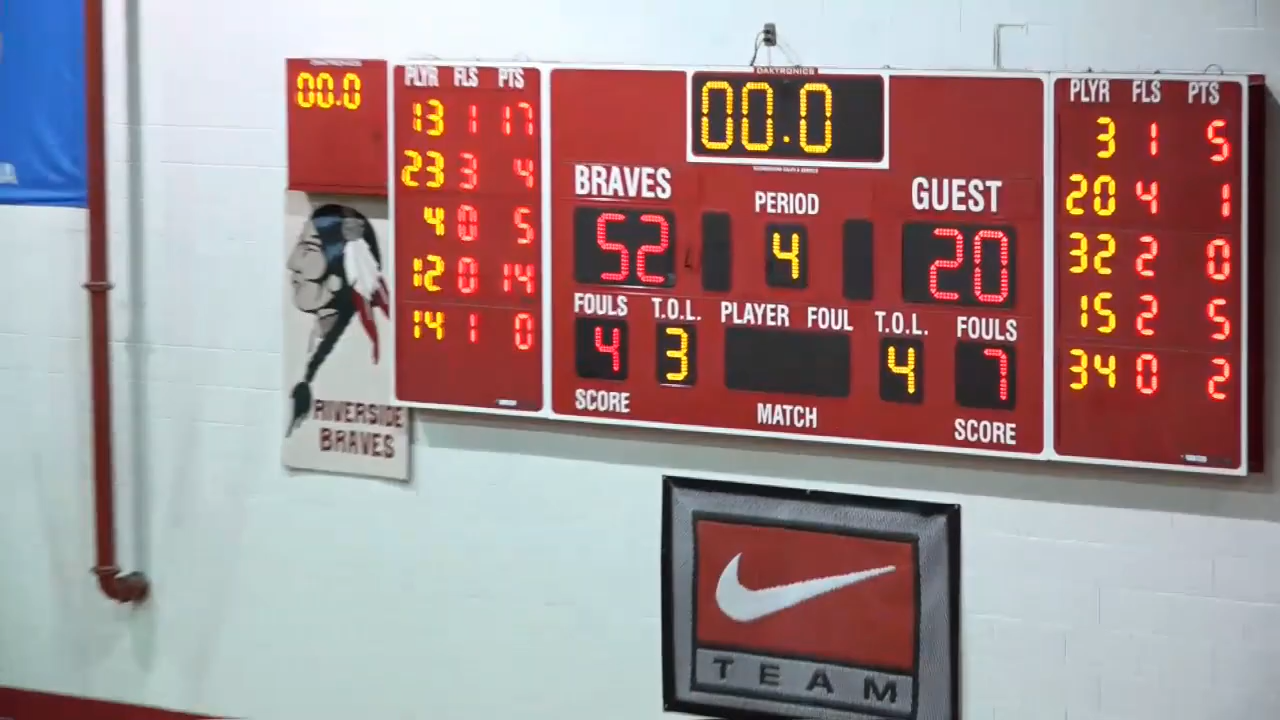 DAKTRONICS
00.0
PLYR FLS PTS
13 1 17
23 3 4
4 0 5
12 0 14
14 1 0
DAKTRONICS
00.0
BRAVES
52
PERIOD
4
GUEST
20
FOULS
4
T.O.L.
3
PLAYER FOUL
T.O.L.
4
FOULS
7
SCORE
MATCH
SCORE
PLYR FLS PTS
3 1 5
20 4 1
32 2 0
15 2 5
34 0 2
RIVERSIDE
BRAVES
TEAM